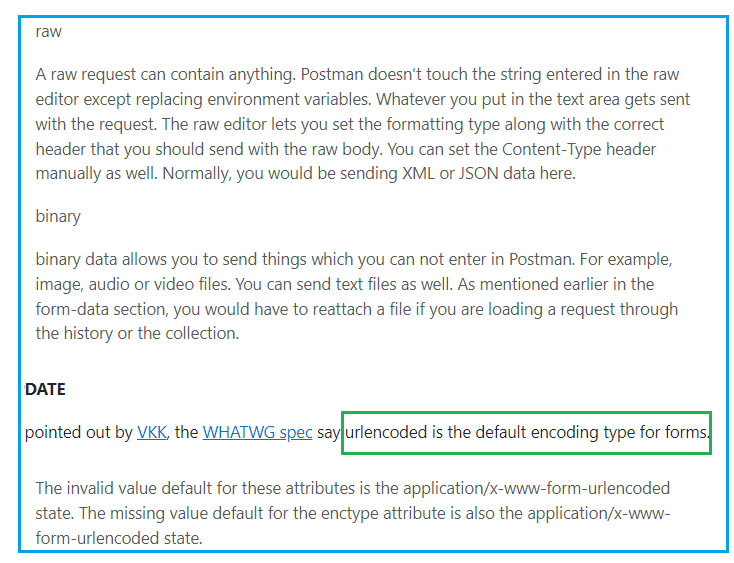 raw
A raw request can contain anything. Postman doesn't touch the string entered in the raw
editor except replacing environment variables. Whatever you put in the text area gets sent
with the request. The raw editor lets you set the formatting type along with the correct
header that you should send with the raw body. You can set the Content-Type header
manually as well. Normally, you would be sending XML or JSON data here.
binary
binary data allows you to send things which you can not enter in Postman. For example,
image, audio or video files. You can send text files as well. As mentioned earlier in the
form-data section, you would have to reattach a file if you are loading a request through
the history or the collection.
DATE
pointed out by VKK, the WHATWG spec say urlencoded is the default encoding type for forms.
The invalid value default for these attributes is the application/x-www-form-urlencoded
state. The missing value default for the enctype attribute is also the application/x-www-
form-urlencoded state.